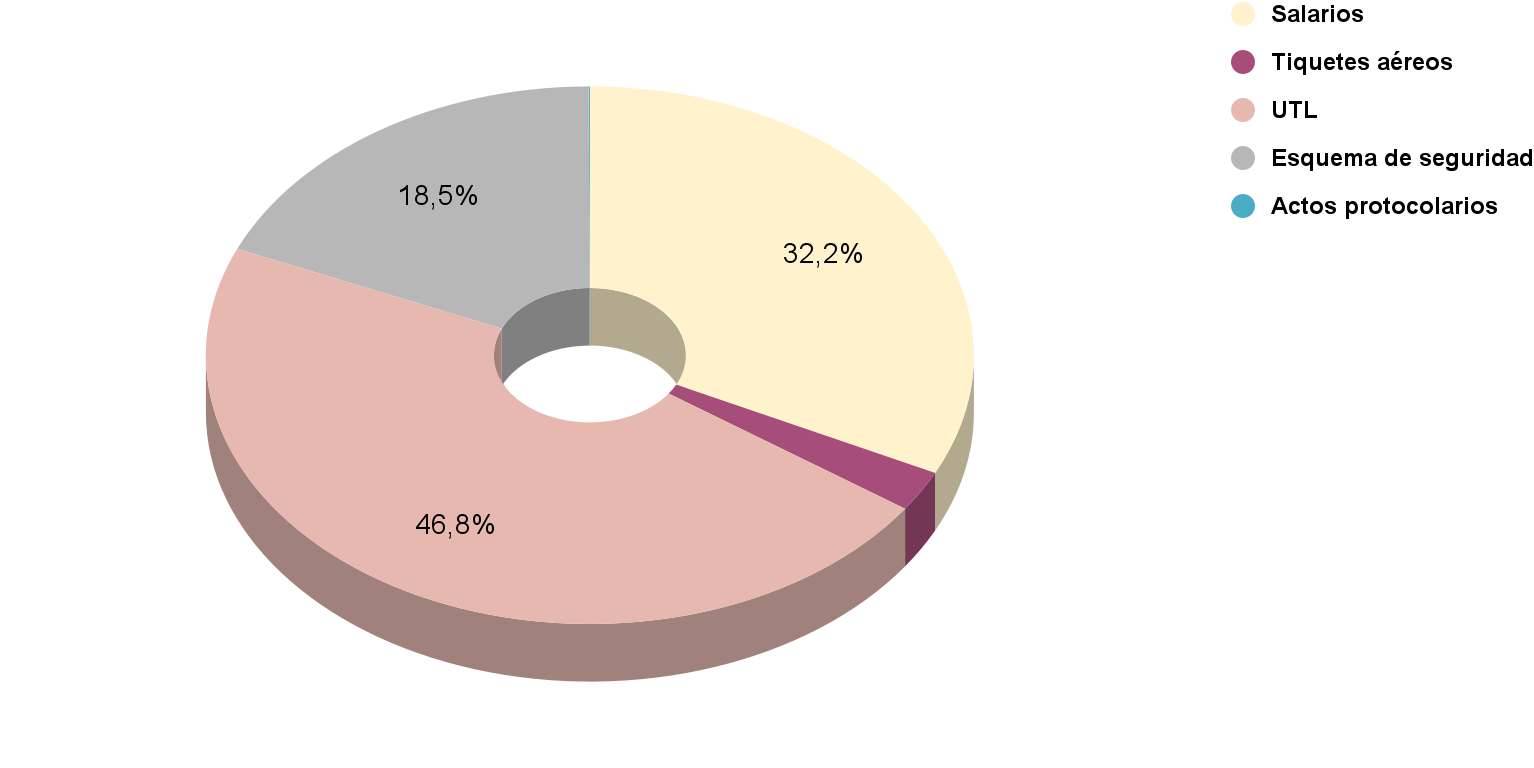 Salarios
Tiquetes aéreos
UTL
Esquema de seguridad
Actos protocolarios
18,5%
32,2%
46,8%